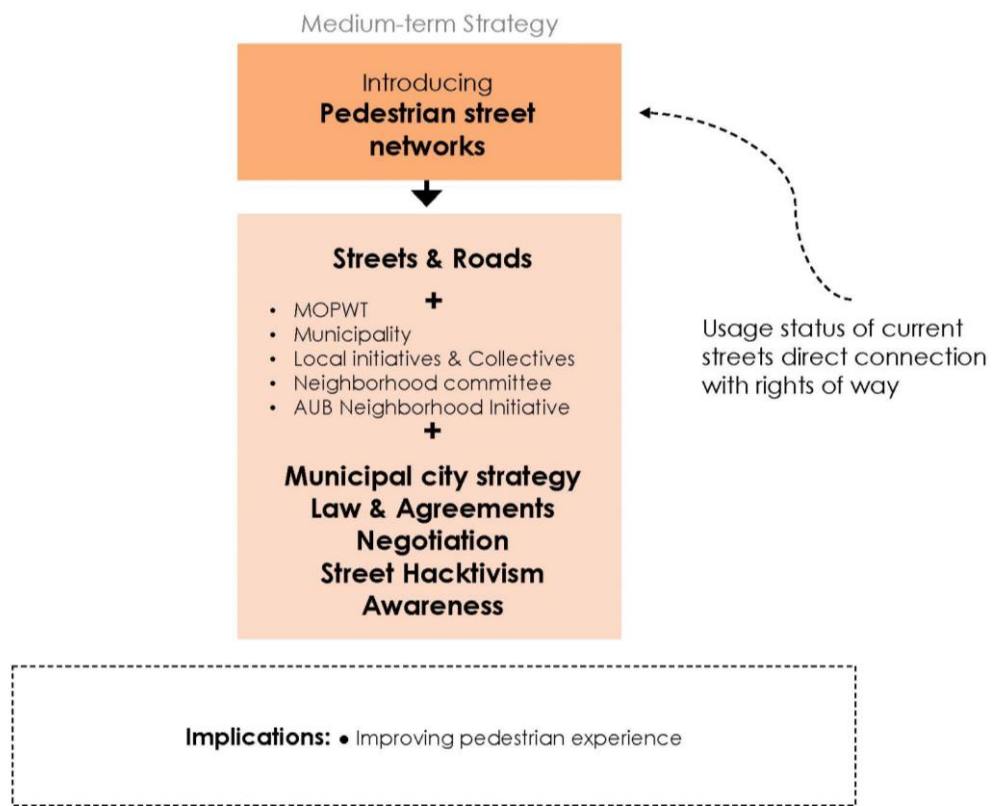 Medium-term Strategy
Introducing
Pedestrian street
networks
Streets & Roads
+
• MOPWT
• Municipality
• Local initiatives & Collectives
• Neighborhood committee
• AUB Neighborhood Initiative
+
Municipal city strategy
Law & Agreements
Negotiation
Street Hacktivism
Awareness
Usage status of current
streets direct connection
with rights of way
Implications: • Improving pedestrian experience